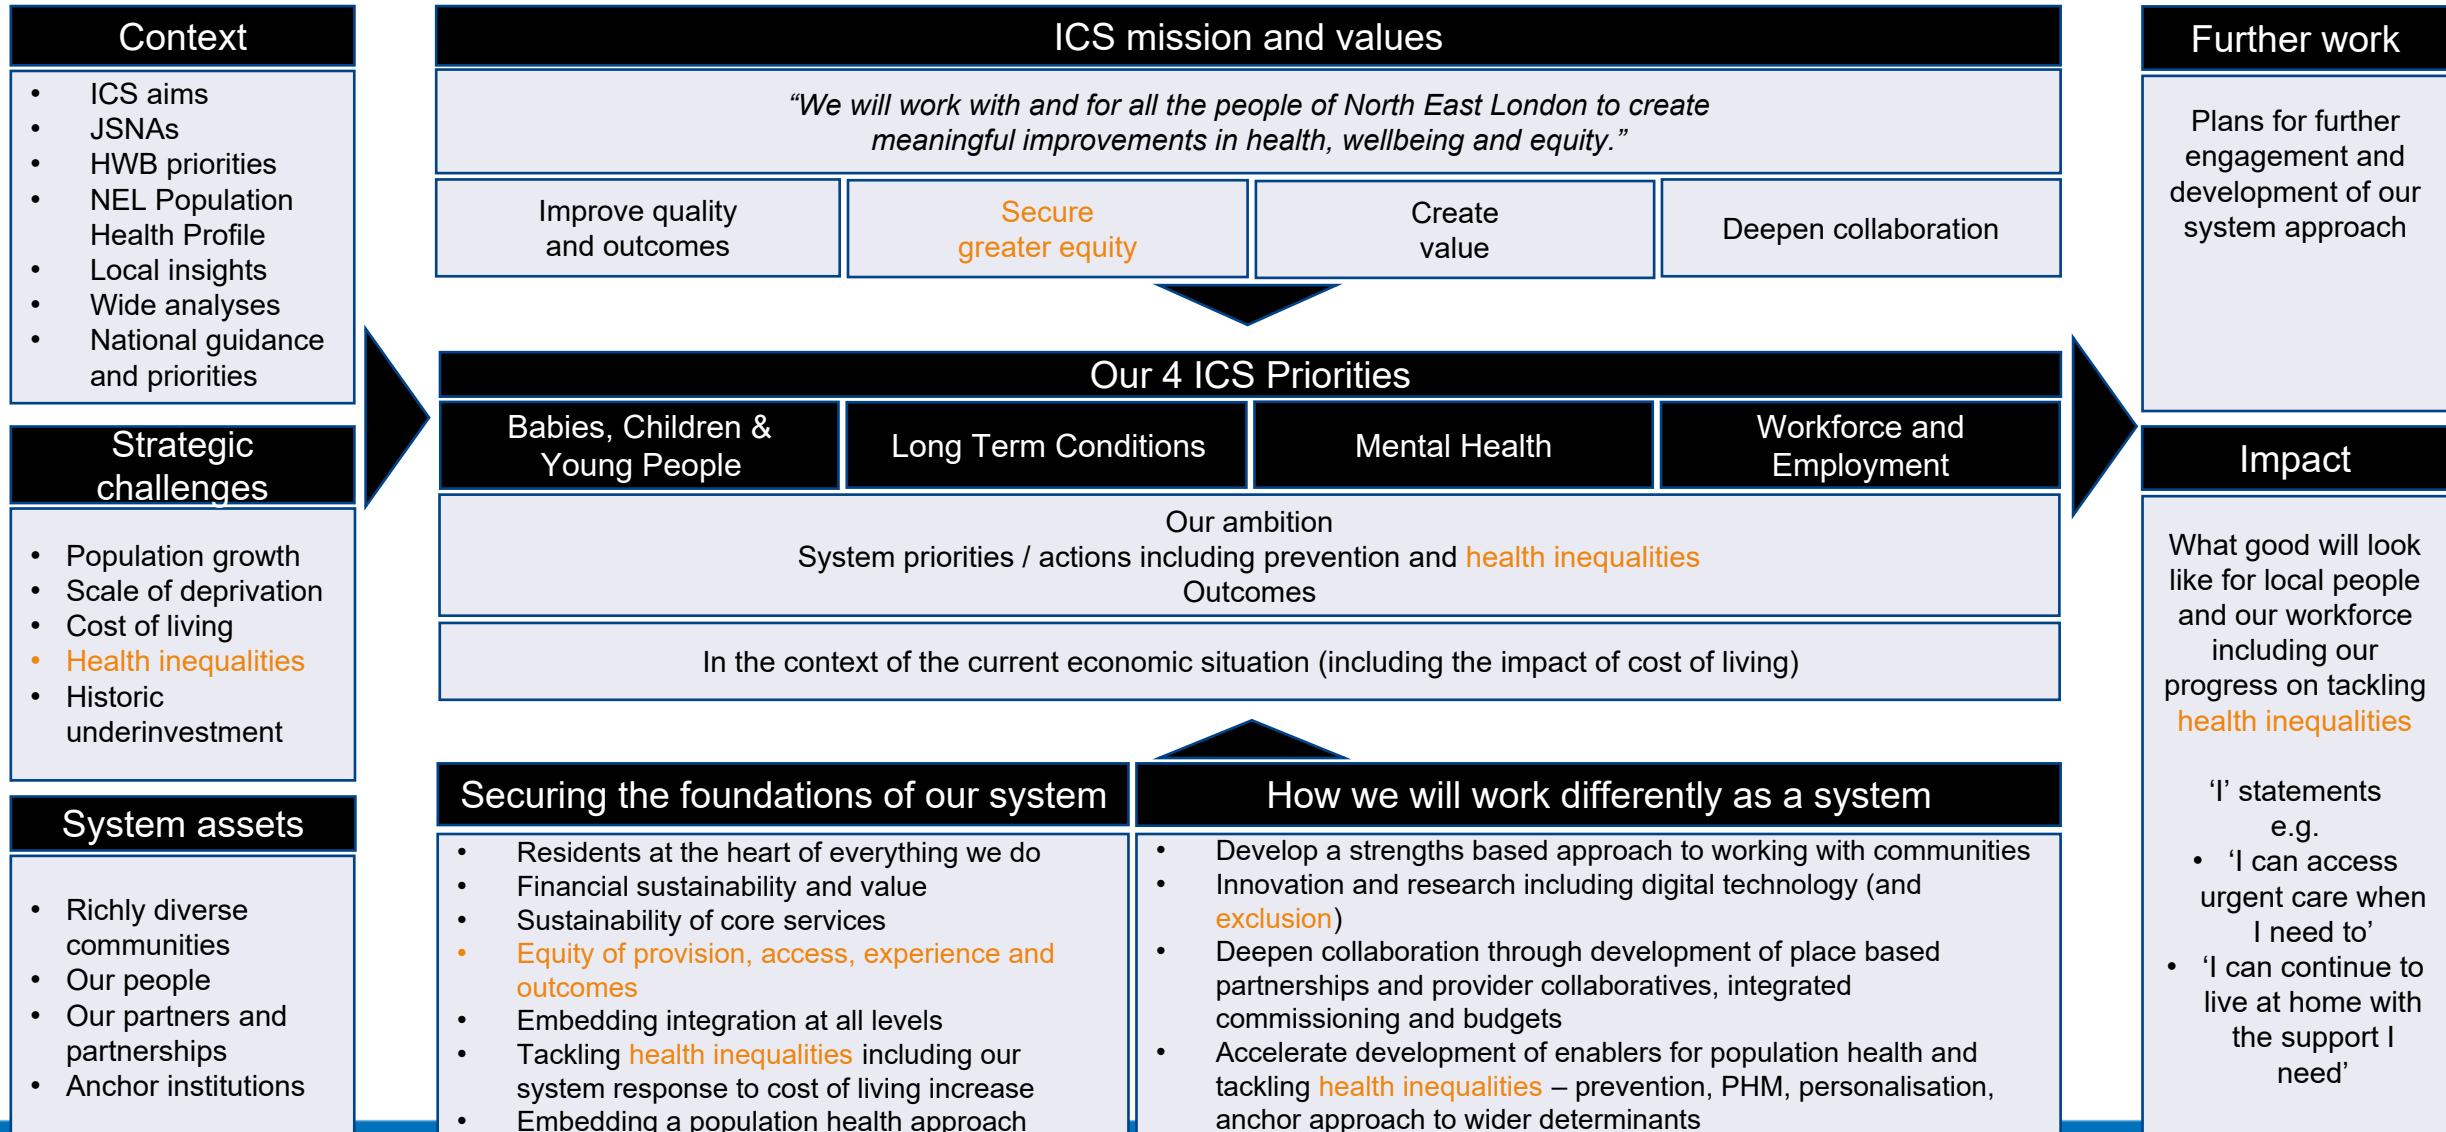 Context
• ICS aims
• JSNAs
• HWB priorities
• NEL Population
Health Profile
• Local insights
• Wide analyses
• National guidance
and priorities
Strategic
challenges
• Population growth
• Scale of deprivation
• Cost of living
• Health inequalities
• Historic
underinvestment
System assets
• Richly diverse
communities
• Our people
• Our partners and
partnerships
• Anchor institutions
ICS mission and values
“We will work with and for all the people of North East London to create
meaningful improvements in health, wellbeing and equity.”
Improve quality
and outcomes
Secure
greater equity
Create
value
Deepen collaboration
Our 4 ICS Priorities
Babies, Children &
Young People
Long Term Conditions
Mental Health
Workforce and
Employment
Our ambition
System priorities / actions including prevention and health inequalities
Outcomes
In the context of the current economic situation (including the impact of cost of living)
Securing the foundations of our system
• Residents at the heart of everything we do
• Financial sustainability and value
• Sustainability of core services
• Equity of provision, access, experience and
outcomes
• Embedding integration at all levels
• Tackling health inequalities including our
system response to cost of living increase
• Embedding a population health approach
How we will work differently as a system
• Develop a strengths based approach to working with communities
• Innovation and research including digital technology (and
exclusion)
• Deepen collaboration through development of place based
partnerships and provider collaboratives, integrated
commissioning and budgets
• Accelerate development of enablers for population health and
tackling health inequalities – prevention, PHM, personalisation,
anchor approach to wider determinants
Further work
Plans for further
engagement and
development of our
system approach
Impact
What good will look
like for local people
and our workforce
including our
progress on tackling
health inequalities
‘I’ statements
e.g.
• ‘I can access
urgent care when
I need to’
• ‘I can continue to
live at home with
the support I
need’